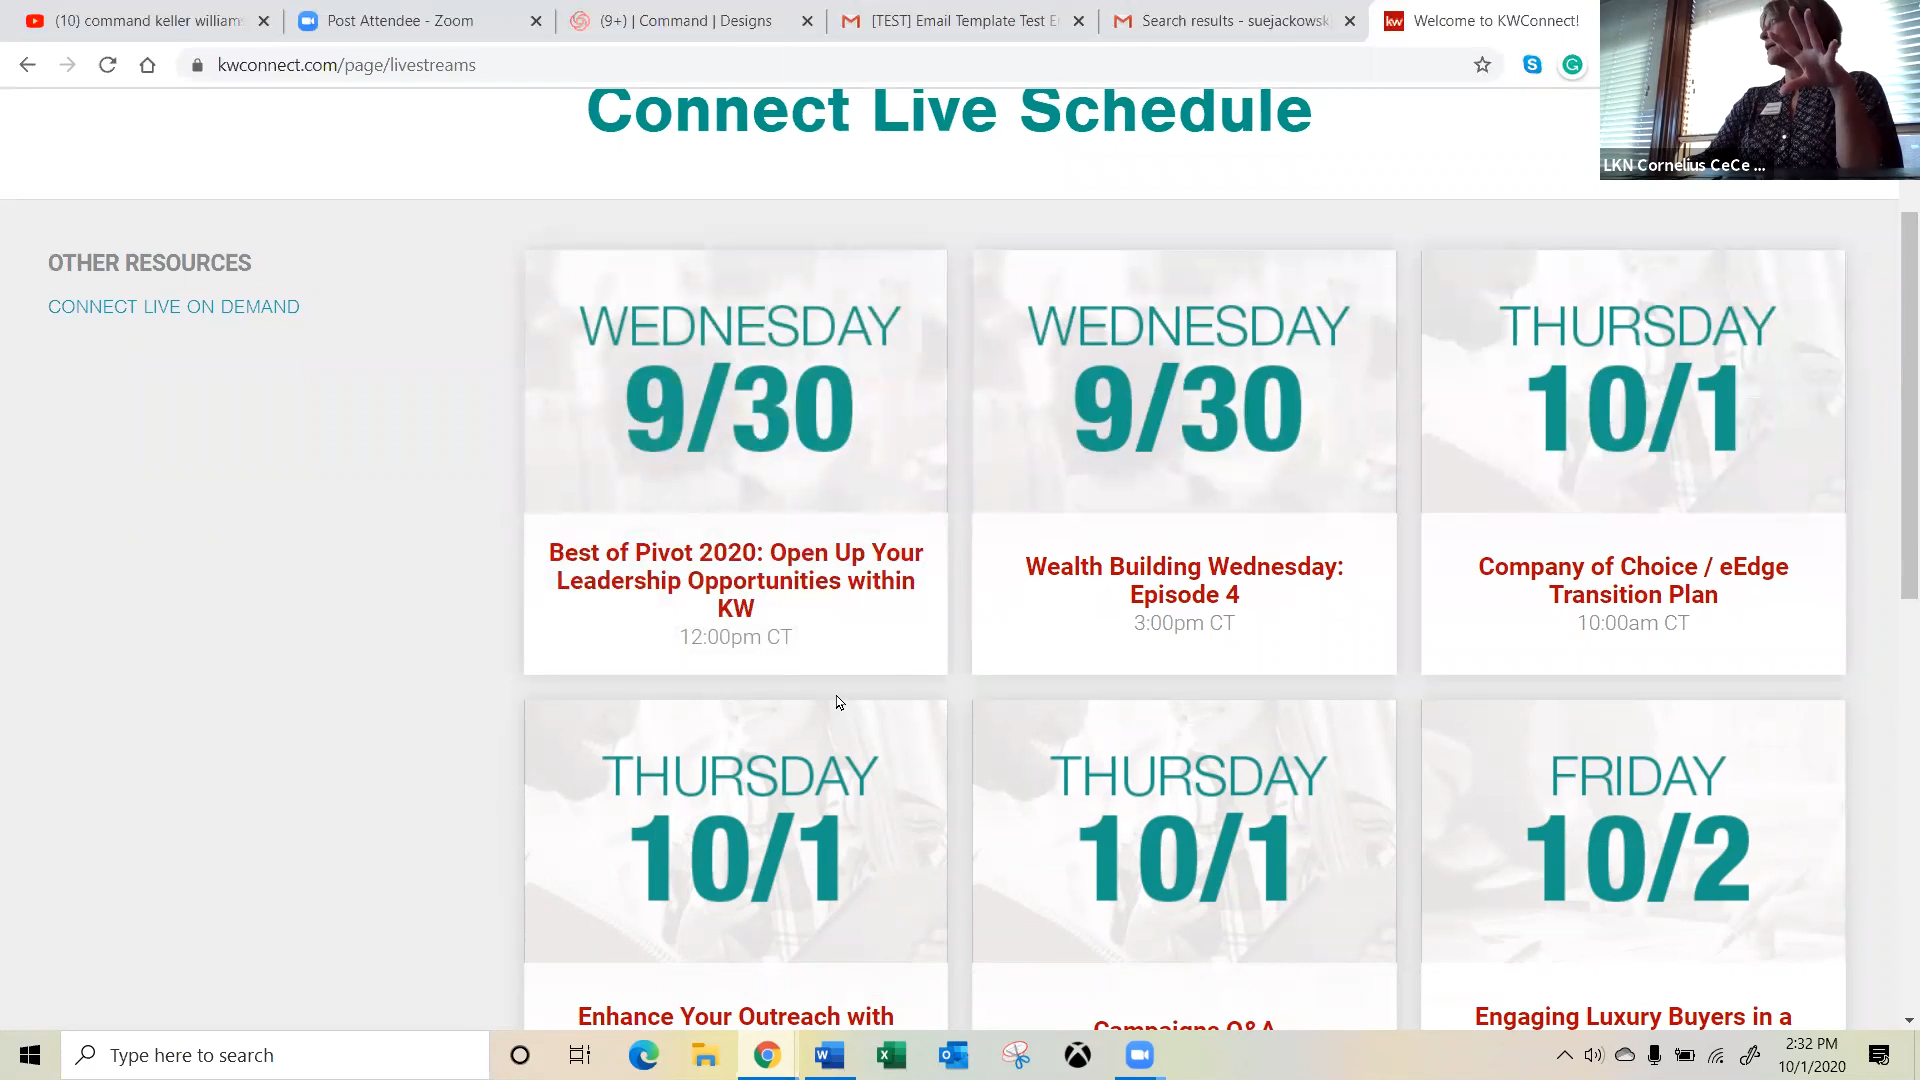 (10) command keller william
Post Attendee - Zoom
(9+) | Command | Designs
[TEST] Email Template Test E
Search results - suejackowsk
kw
Welcome to KWConnect!
kwconnect.com/page/livestreams
LKN Cornelius CeCe ...
Connect Live Schedule
OTHER RESOURCES
CONNECT LIVE ON DEMAND
WEDNESDAY
9/30
Best of Pivot 2020: Open Up Your
Leadership Opportunities within
KW
12:00pm CT
WEDNESDAY
9/30
Wealth Building Wednesday:
Episode 4
3:00pm CT
THURSDAY
10/1
Company of Choice / eEdge
Transition Plan
10:00am CT
THURSDAY
10/1
Enhance Your Outreach with
THURSDAY
10/1
Campaigns Q&A
FRIDAY
10/2
Engaging Luxury Buyers in a
Type here to search
2:32 PM
10/1/2020